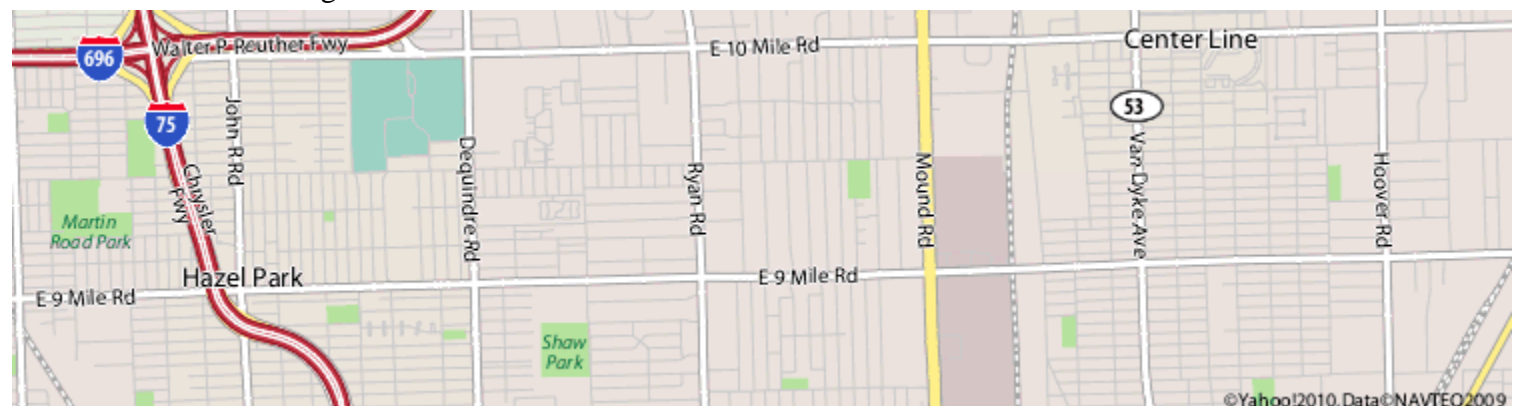 Walter P Reuther Fwy
E 10 Mile Rd
Center Line
696
75
53
John R Rd
Chrysler
Fwy
Dequindre Rd
Ryan Rd
Mound Rd
Van Dyke Ave
Hoover Rd
Martin
Road Park
Hazel Park
E 9 Mile Rd
E 9 Mile Rd
Shaw
Park
©Yahoo!2010, Data©NAVTEQ2009